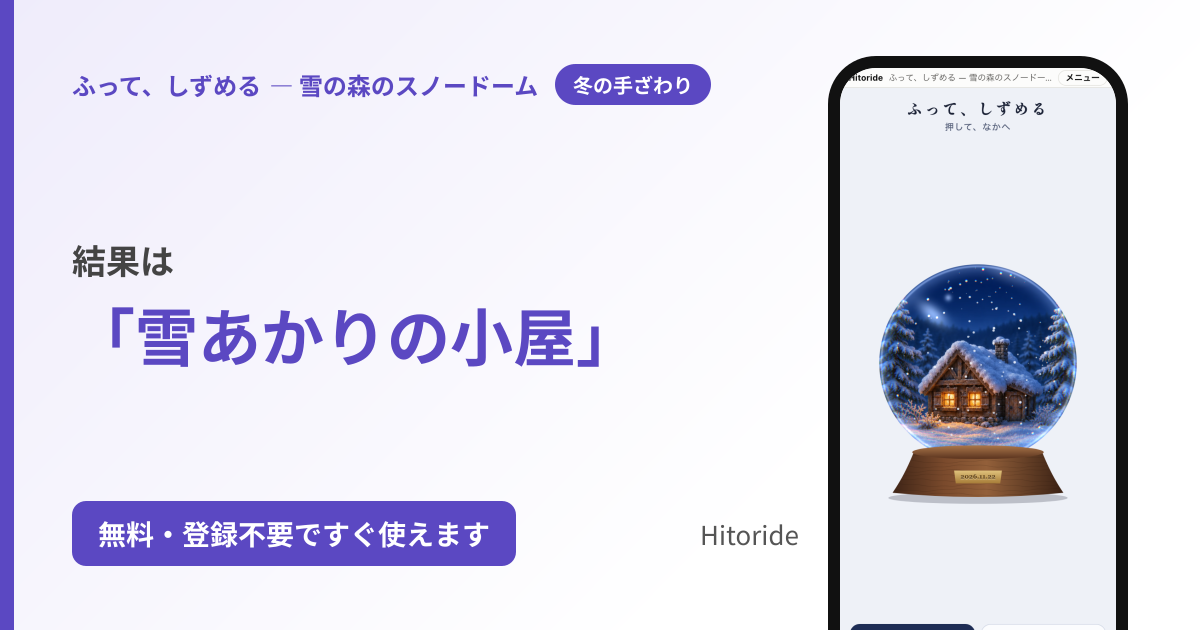 ふって、しずめる — 雪の森のスノードーム
冬の手ざわり
結果は
「雪あかりの小屋」
無料・登録不要ですぐ使えます
Hitoride
Hitoride ふって、しずめる — 雪の森のスノードー... メニュー
ふって、しずめる
押して、なかへ
2026.11.22